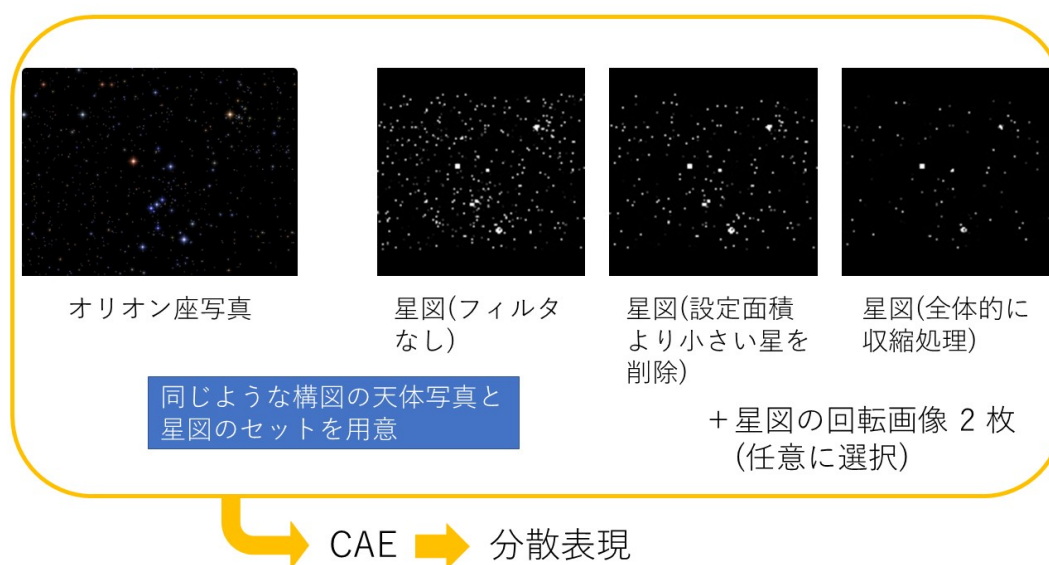 オリオン座写真
星図(フィルタ
なし)
星図(設定面積
より小さい星を
削除)
星図(全体的に
収縮処理)
同じような構図の天体写真と
星図のセットを用意
＋星図の回転画像 2 枚
(任意に選択)
CAE
分散表現